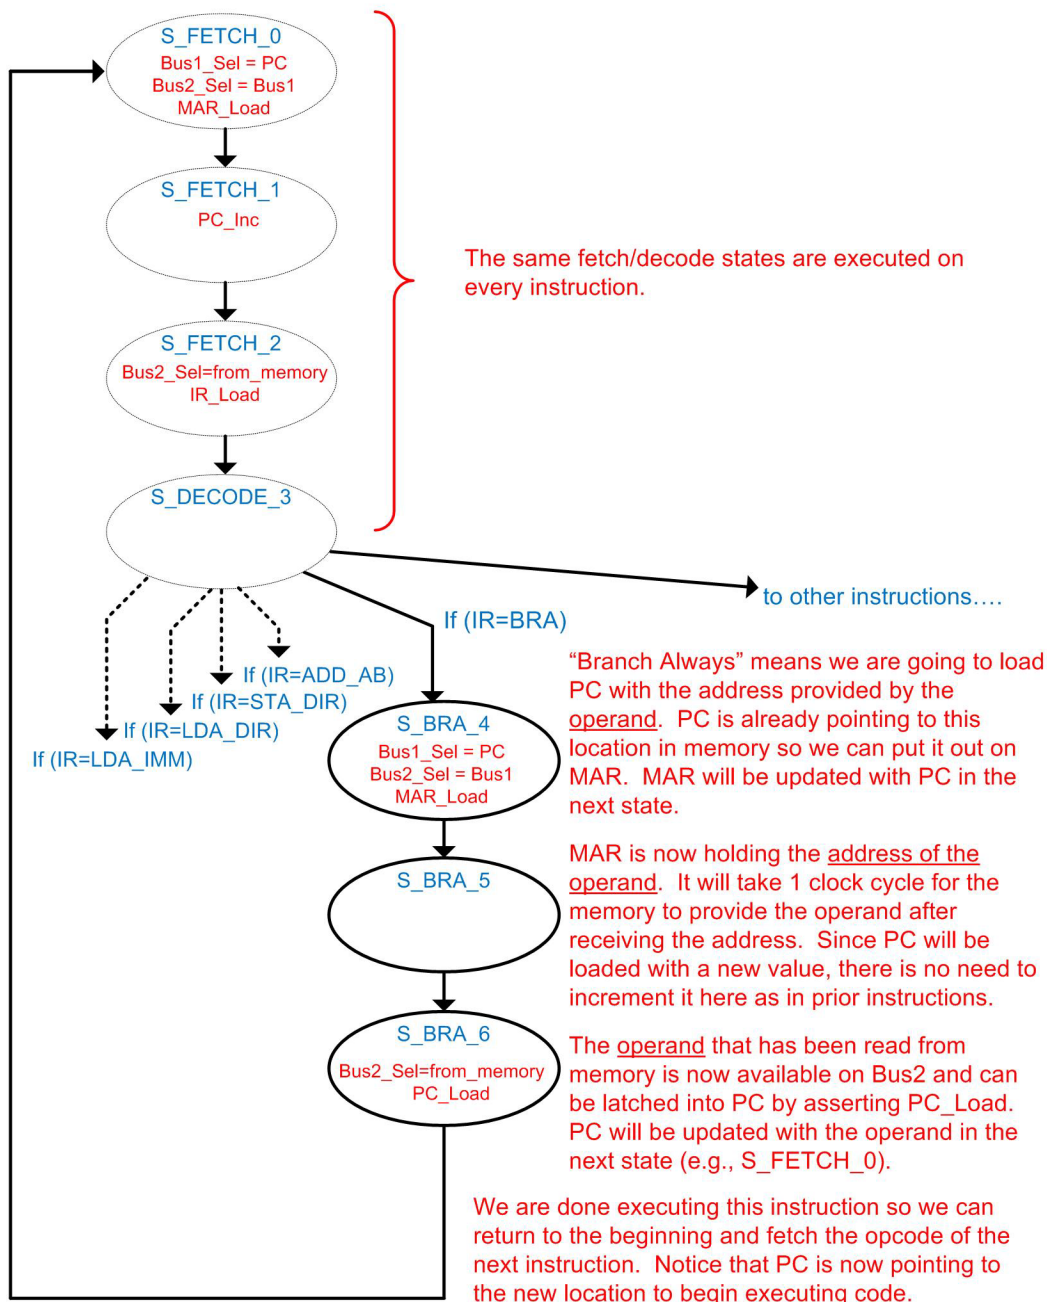 S_FETCH_0
Bus1_Sel = PC
Bus2_Sel = Bus1
MAR_Load
S_FETCH_1
PC_Inc
The same fetch/decode states are executed on
every instruction.
S_FETCH_2
Bus2_Sel=from_memory
IR_Load
S_DECODE_3
to other instructions....
If (IR=BRA)
If (IR=ADD_AB)
If (IR=STA_DIR)
If (IR=LDA_DIR)
If (IR=LDA_IMM)
S_BRA_4
Bus1_Sel = PC
Bus2_Sel = Bus1
MAR_Load
“Branch Always” means we are going to load
PC with the address provided by the
operand. PC is already pointing to this
location in memory so we can put it out on
MAR. MAR will be updated with PC in the
next state.
S_BRA_5
MAR is now holding the address of the
operand. It will take 1 clock cycle for the
memory to provide the operand after
receiving the address. Since PC will be
loaded with a new value, there is no need to
increment it here as in prior instructions.
S_BRA_6
Bus2_Sel=from_memory
PC_Load
The operand that has been read from
memory is now available on Bus2 and can
be latched into PC by asserting PC_Load.
PC will be updated with the operand in the
next state (e.g., S_FETCH_0).
We are done executing this instruction so we can
return to the beginning and fetch the opcode of the
next instruction. Notice that PC is now pointing to
the new location to begin executing code.